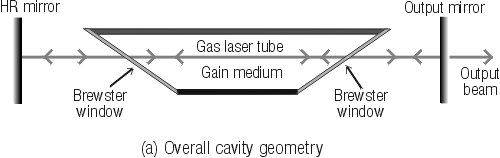 HR mirror
Output mirror
Gas laser tube
Gain medium
Brewster
window
Brewster
window
Output
beam
(a) Overall cavity geometry